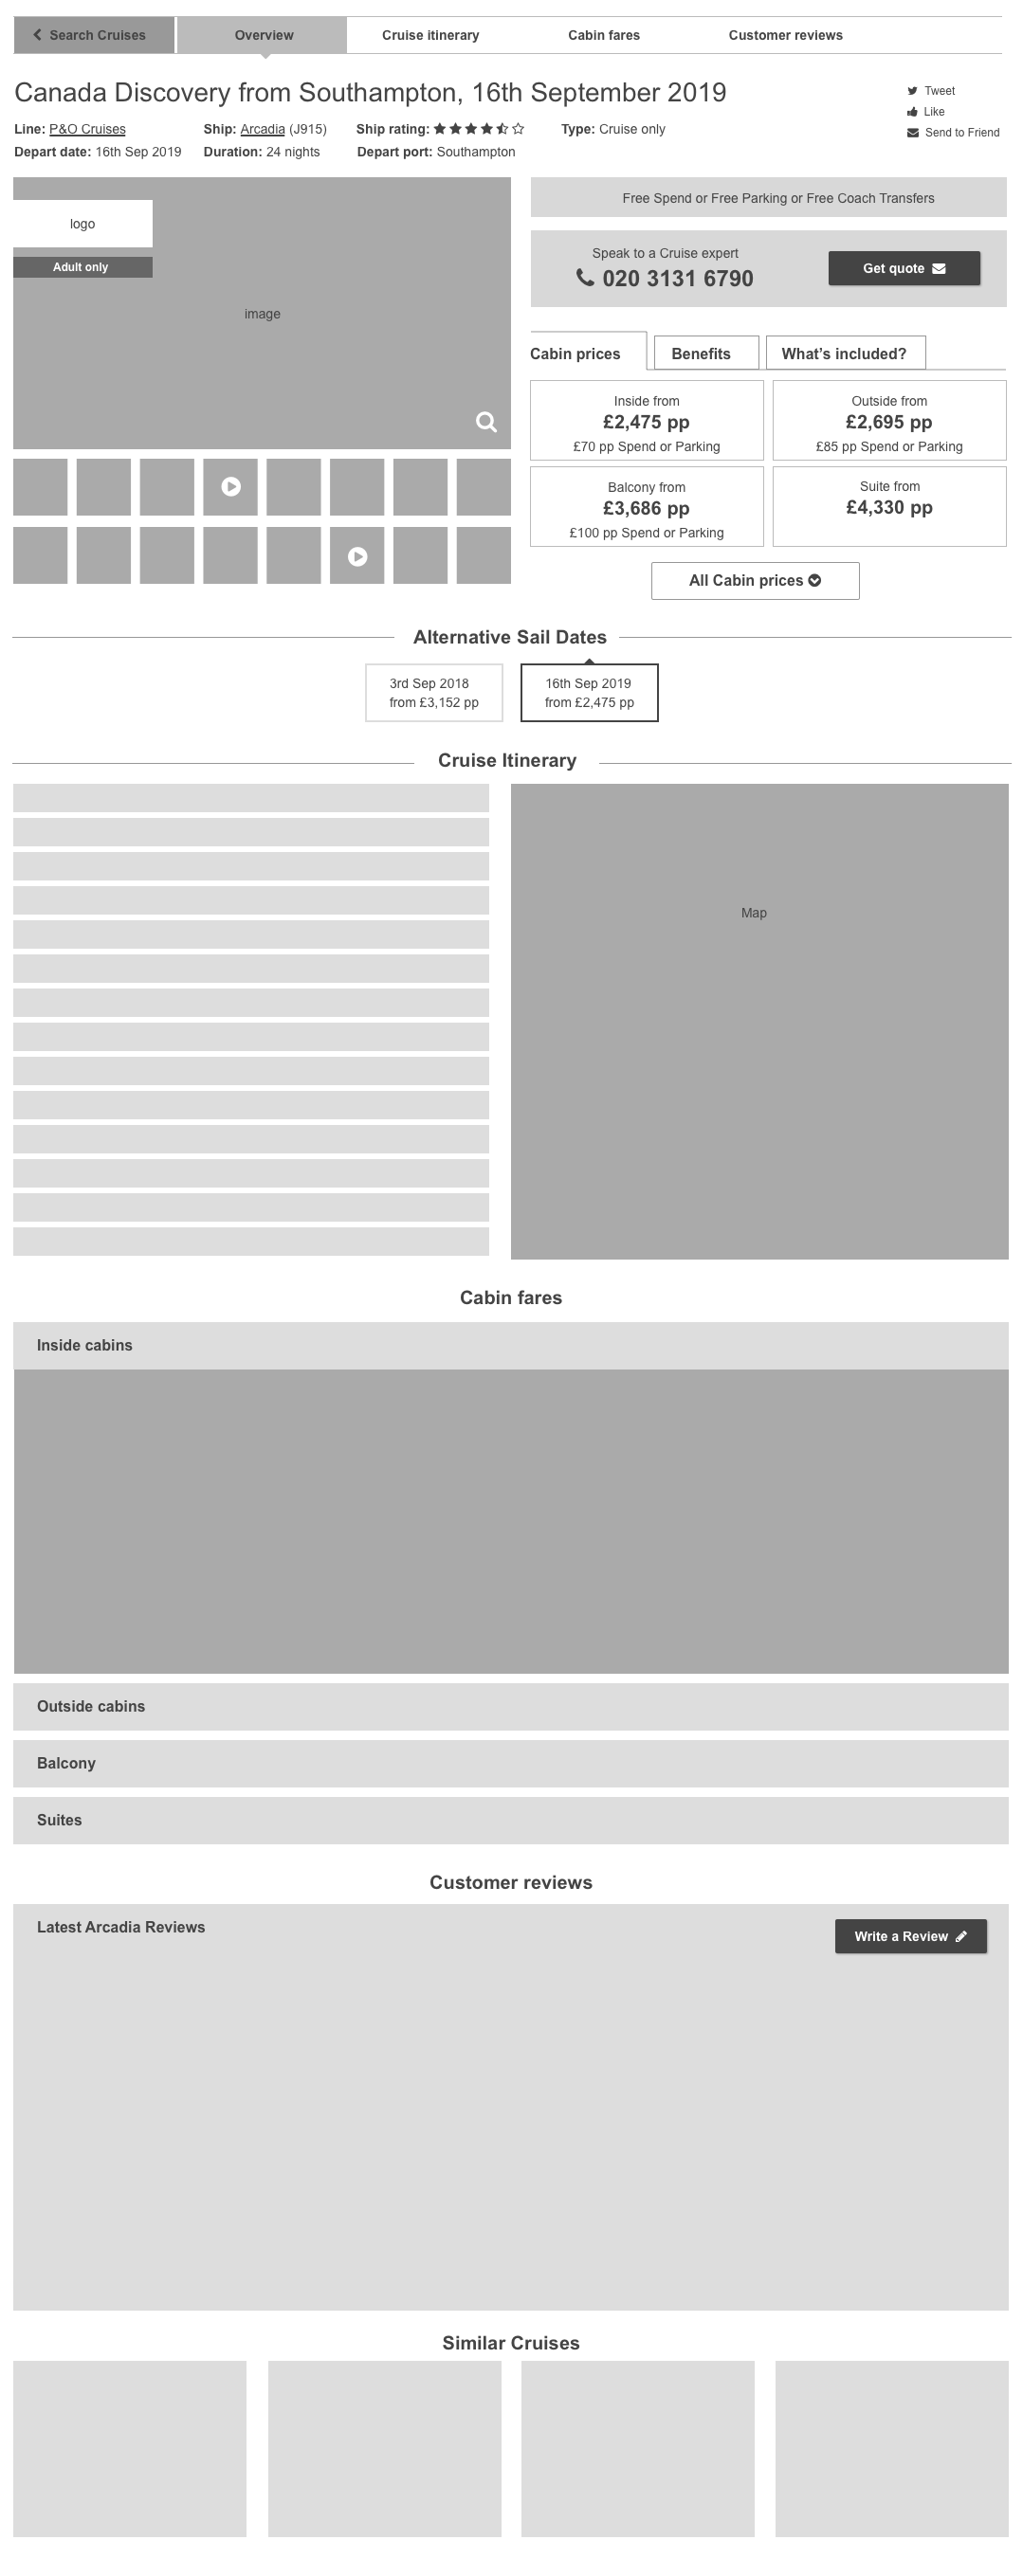 Search Cruises Overview Cruise itinerary Cabin fares Customer reviews
Canada Discovery from Southampton, 16th September 2019
Tweet
Like
Send to Friend
Line: P&O Cruises Ship: Arcadia (J915) Ship rating: Type: Cruise only
Depart date: 16th Sep 2019 Duration: 24 nights Depart port: Southampton
logo
Adult only
image
Free Spend or Free Parking or Free Coach Transfers
Speak to a Cruise expert
020 3131 6790
Get quote
Cabin prices Benefits What's included?
Inside from
£2,475 pp
£70 pp Spend or Parking
Outside from
£2,695 pp
£85 pp Spend or Parking
Balcony from
£3,686 pp
£100 pp Spend or Parking
Suite from
£4,330 pp
All Cabin prices
Alternative Sail Dates
3rd Sep 2018
from £3,152 pp
16th Sep 2019
from £2,475 pp
Cruise Itinerary
Map
Cabin fares
Inside cabins
Outside cabins
Balcony
Suites
Customer reviews
Latest Arcadia Reviews
Write a Review
Similar Cruises